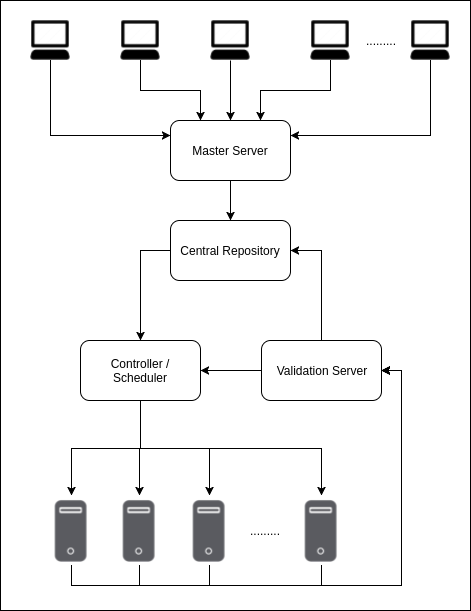 .........
Master Server
Central Repository
Controller /
Scheduler
Validation Server
.........